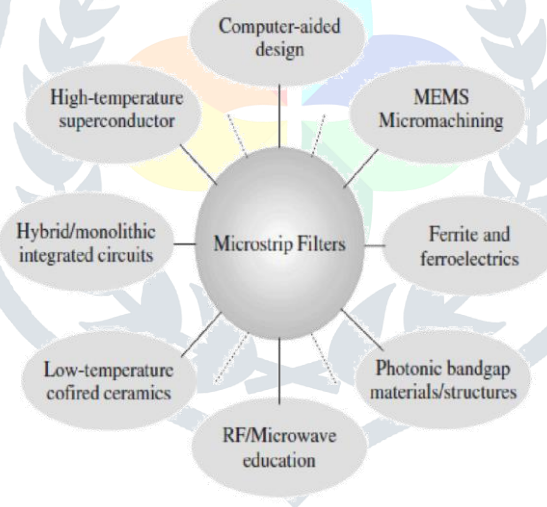 Computer-aided
design
High-temperature
superconductor
MEMS
Micromachining
Hybrid/monolithic
integrated circuits
Microstrip Filters
Ferrite and
ferroelectrics
Low-temperature
cofired ceramics
Photonic bandgap
materials/structures
RF/Microwave
education